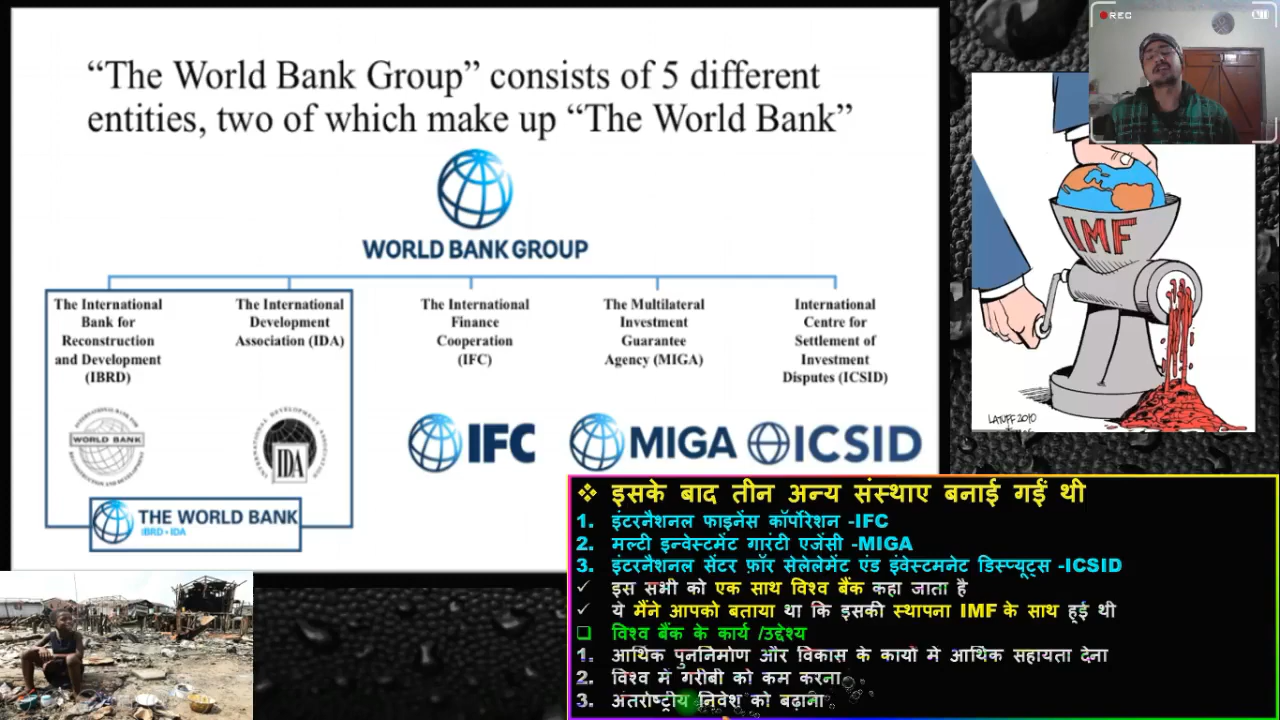 “The World Bank Group” consists of 5 different
entities, two of which make up “The World Bank”
WORLD BANK GROUP
The International
Bank for
Reconstruction
and Development
(IBRD)
The International
Development
Association (IDA)
The International
Finance
Cooperation
(IFC)
The Multilateral
Investment
Guarantee
Agency (MIGA)
International
Centre for
Settlement of
Investment
Disputes (ICSID)
WORLD BANK
IDA
IFC
MIGA
ICSID
THE WORLD BANK
IBRD • IDA
REC
IMF
LATUFF 2010
❖ इसके बाद तीन अन्य संस्थाए बनाई गईं थी
1. इंटरनैशनल फाइनेंस कॉर्पोरेशन -IFC
2. मल्टी इन्वेस्टमेंट गारंटी एजेंसी -MIGA
3. इंटरनैशनल सेंटर फ़ॉर सेलेलेमेंट एंड इंवेस्टमनेट डिस्प्यूट्स -ICSID
✓ इस सभी को एक साथ विश्व बैंक कहा जाता है
✓ ये मैंने आपको बताया था कि इसकी स्थापना IMF के साथ हूई थी
❑ विश्व बैंक के कार्य /उद्देश्य
1. आर्थिक पुननिमोण और विकास के कायो मे आर्थिक सहायता देना
2. विश्व में गरीबी को कम करना
3. अंतरोष्ट्रीय निवेश को बढ़ाना